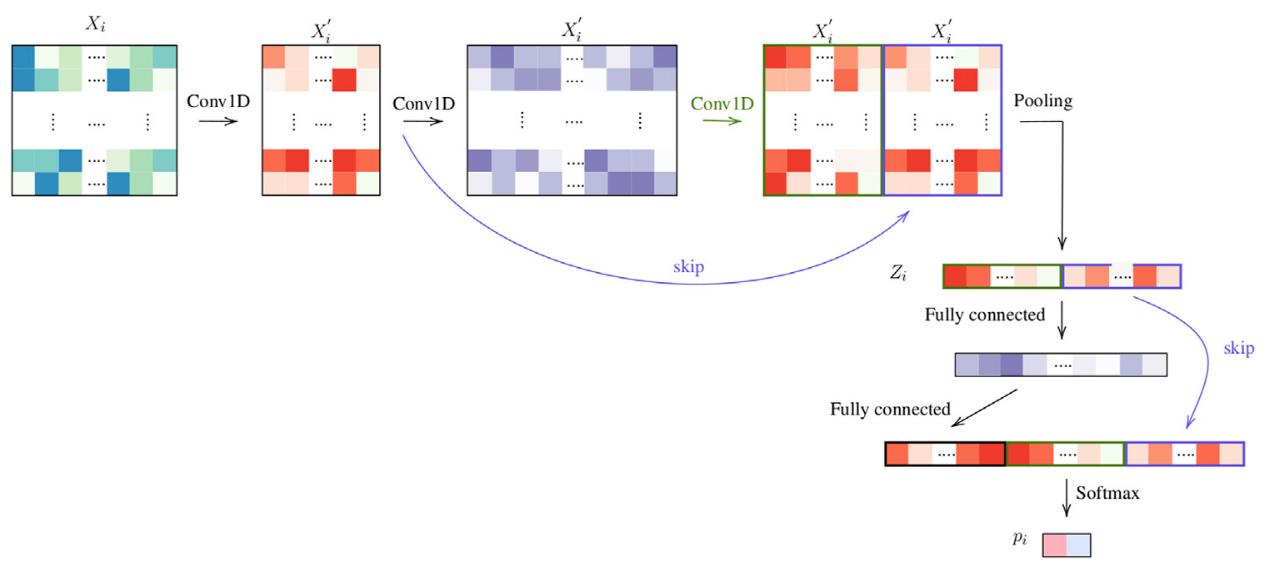 X_i
X_i'
X_i'
X_i'
X_i'
Conv1D
Conv1D
Conv1D
Pooling
skip
Z_i
Fully connected
skip
Fully connected
Softmax
p_i